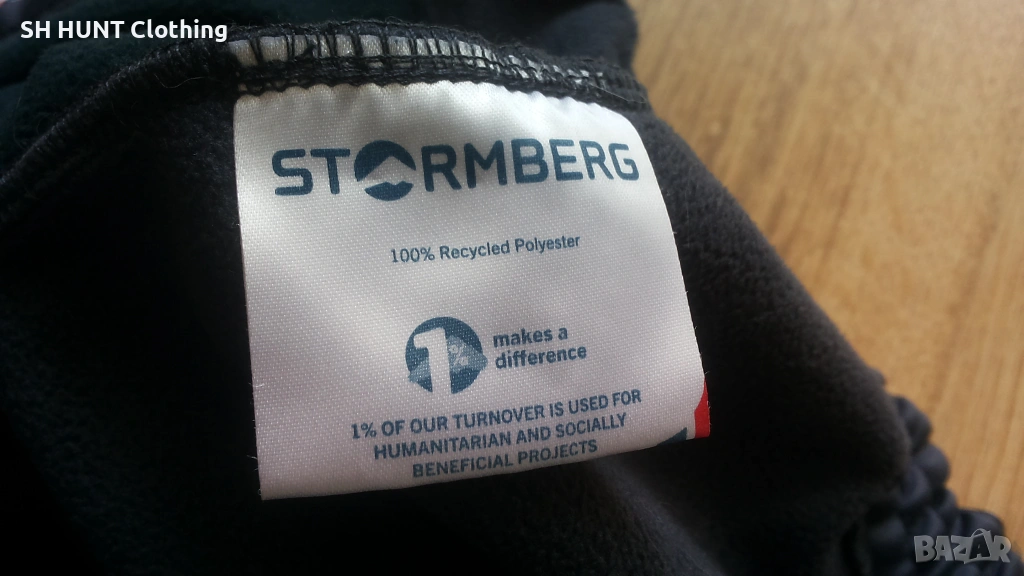 SH HUNT Clothing
STORMBERG
100% Recycled Polyester
1%
makes a
difference
1% OF OUR TURNOVER IS USED FOR
HUMANITARIAN AND SOCIALLY
BENEFICIAL PROJECTS
BAZAR